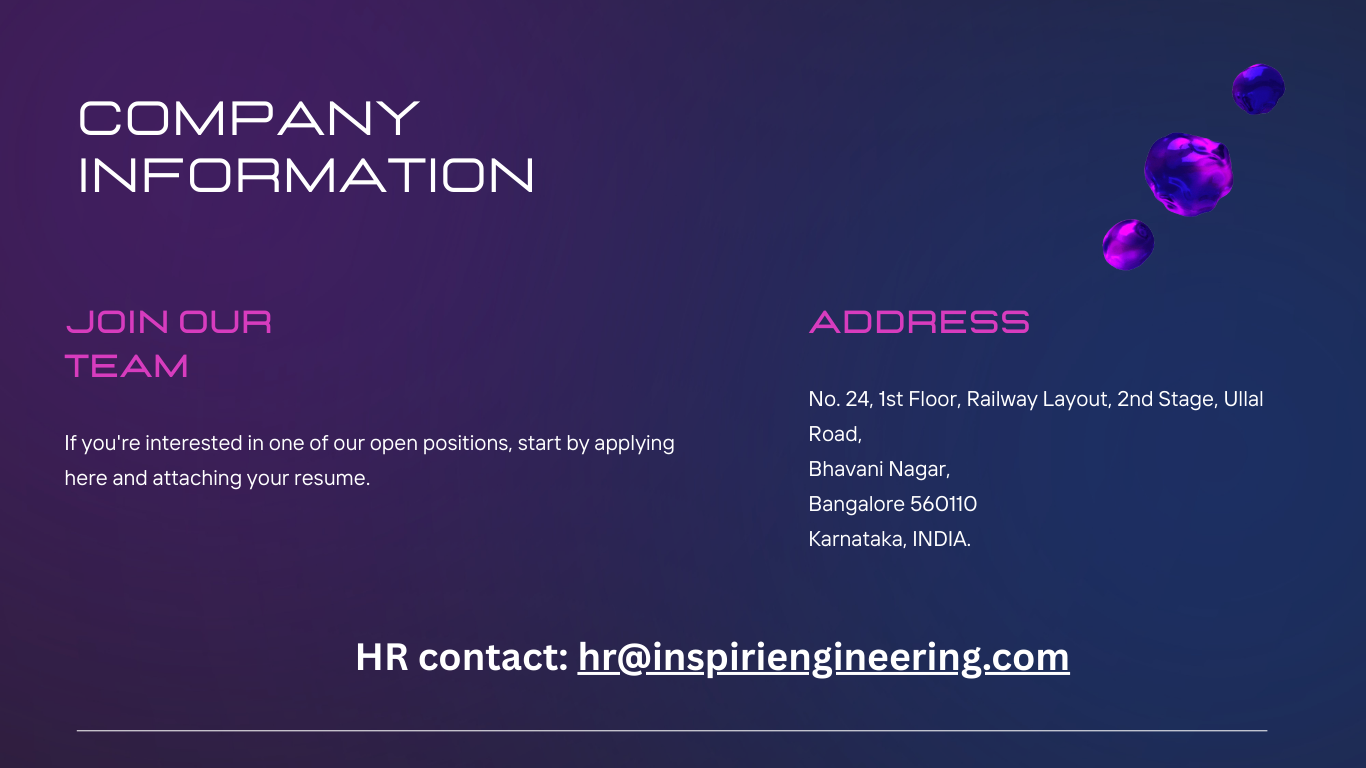 COMPANY
INFORMATION
JOIN OUR
TEAM
If you're interested in one of our open positions, start by applying
here and attaching your resume.
ADDRESS
No. 24, 1st Floor, Railway Layout, 2nd Stage, Ullal
Road,
Bhavani Nagar,
Bangalore 560110
Karnataka, INDIA.
HR contact: hr@inspiriengineering.com